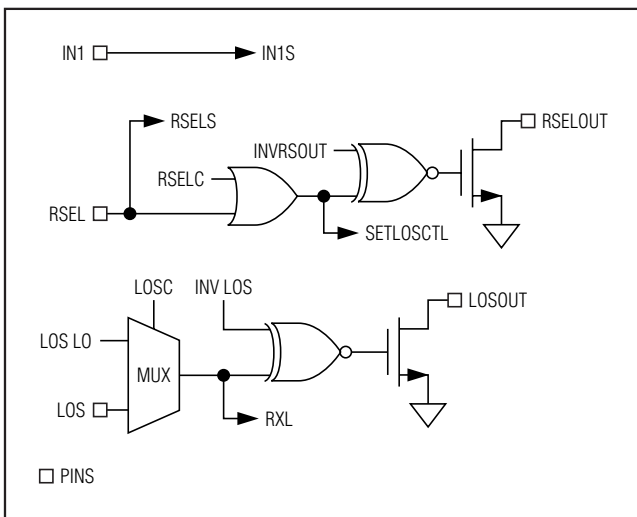 IN1
IN1S
RSELS
RSELOUT
INVRSOUT
RSELC
RSEL
SETLOSCTL
LOSC
INV LOS
LOSOUT
LOS LO
MUX
LOS
RXL
PINS